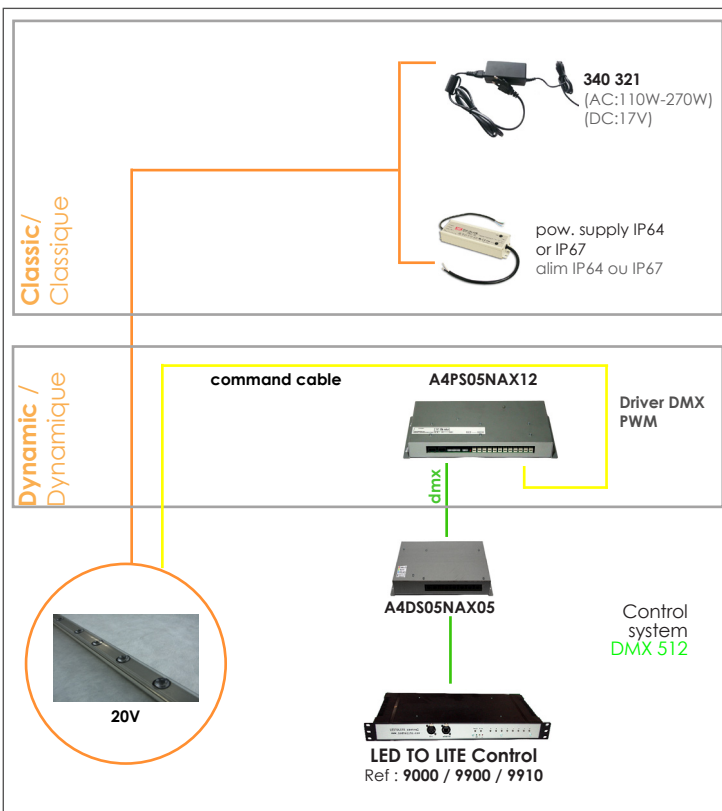 340 321
(AC:110W-270W)
(DC:17V)
Classic/
Classique
pow. supply IP64
or IP67
alim IP64 ou IP67
Dynamic /
Dynamique
command cable
A4PS05NAX12
Driver DMX
PWM
dmx
A4DS05NAX05
Control
system
DMX 512
20V
LED TO LITE Control
Ref : 9000 / 9900 / 9910